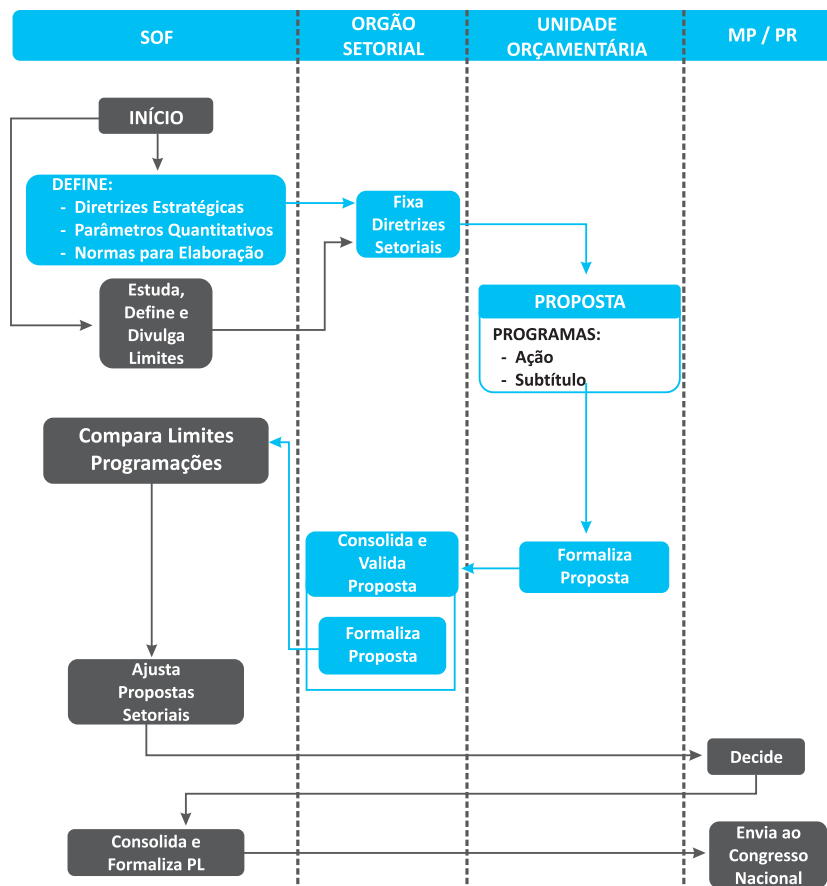 SOF
ORGÃO
SETORIAL
UNIDADE
ORÇAMENTÁRIA
MP / PR
INÍCIO
DEFINE:
- Diretrizes Estratégicas
- Parâmetros Quantitativos
- Normas para Elaboração
Fixa
Diretrizes
Setoriais
Estuda,
Define e
Divulga
Limites
PROPOSTA
PROGRAMAS:
- Ação
- Subtítulo
Compara Limites
Programações
Consolida e
Valida
Proposta
Formaliza
Proposta
Formaliza
Proposta
Ajusta
Propostas
Setoriais
Decide
Consolida e
Formaliza PL
Envia ao
Congresso
Nacional